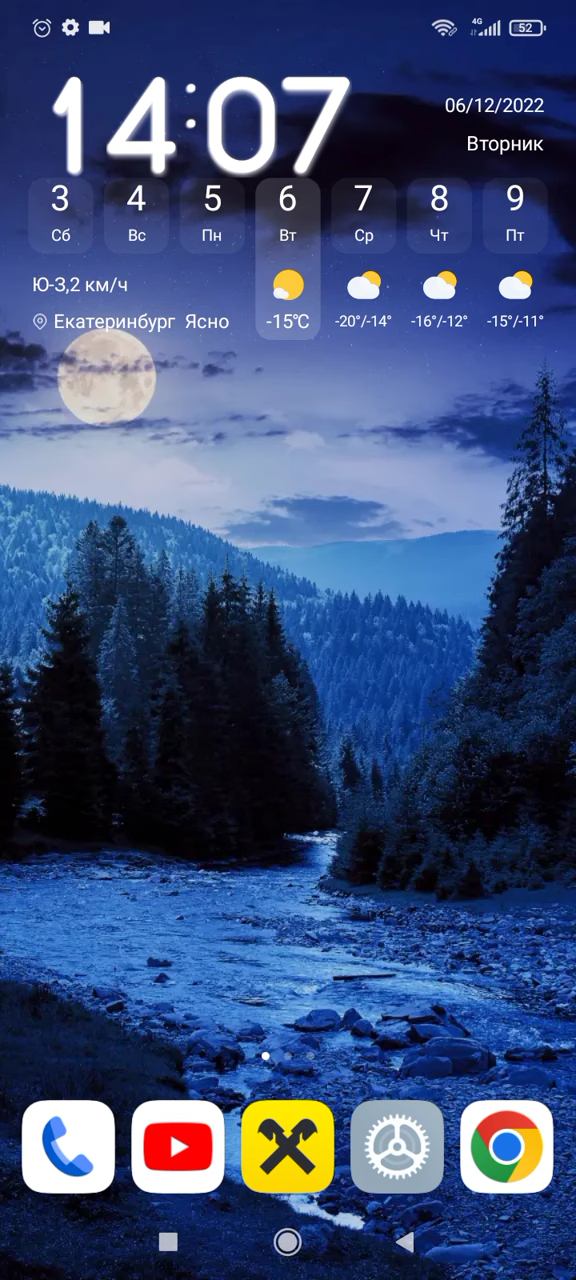 4G 52
14:07
06/12/2022
Вторник
3 4 5 6 7 8 9
Сб Вс Пн Вт Ср Чт Пт
Ю-З,2 км/ч
Екатеринбург Ясно -15°C -20°/-14° -16°/-12° -15°/-11°